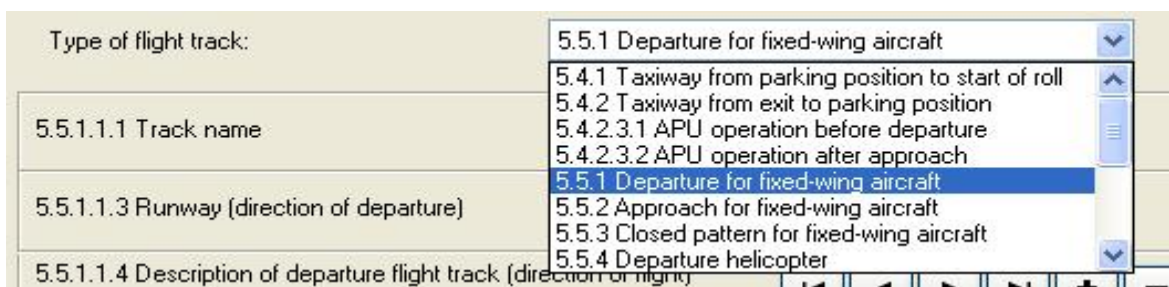 Type of flight track:
5.5.1 Departure for fixed-wing aircraft
5.4.1 Taxiway from parking position to start of roll
5.4.2 Taxiway from exit to parking position
5.4.2.3.1 APU operation before departure
5.4.2.3.2 APU operation after approach
5.5.1 Departure for fixed-wing aircraft
5.5.2 Approach for fixed-wing aircraft
5.5.3 Closed pattern for fixed-wing aircraft
5.5.4 Departure helicopter
5.5.1.1.1 Track name
5.5.1.1.3 Runway (direction of departure)
5.5.1.1.4 Description of departure flight track (direction of flight)